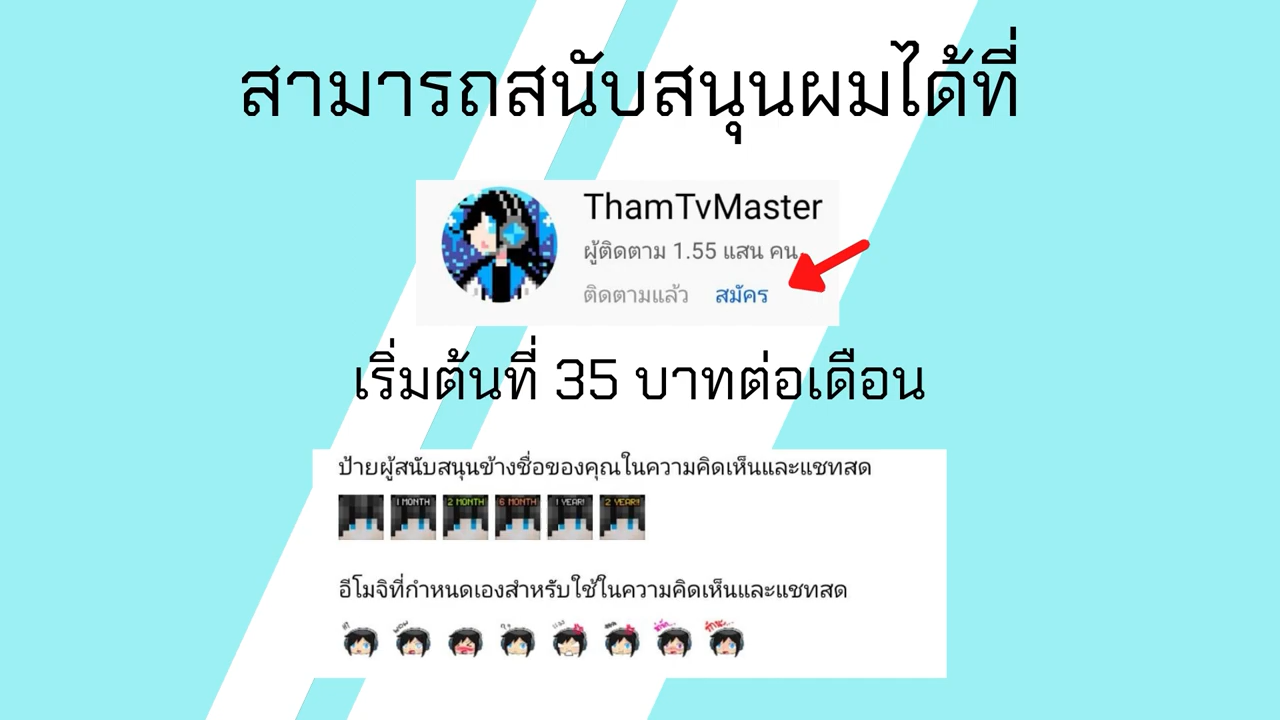 สามารถสนับสนุนผมได้ที่
ThamTvMaster
ผู้ติดตาม 1.55 แสน คน
ติดตามแล้ว สมัคร
เริ่มต้นที่ 35 บาทต่อเดือน
ป้ายผู้สนับสนุนข้างชื่อของคุณในความคิดเห็นและแชทสด
1 MONTH 2 MONTH 6 MONTH 1 YEAR! 2 YEAR!!
อีโมจิที่กำหนดเองสำหรับใช้ในความคิดเห็นและแชทสด